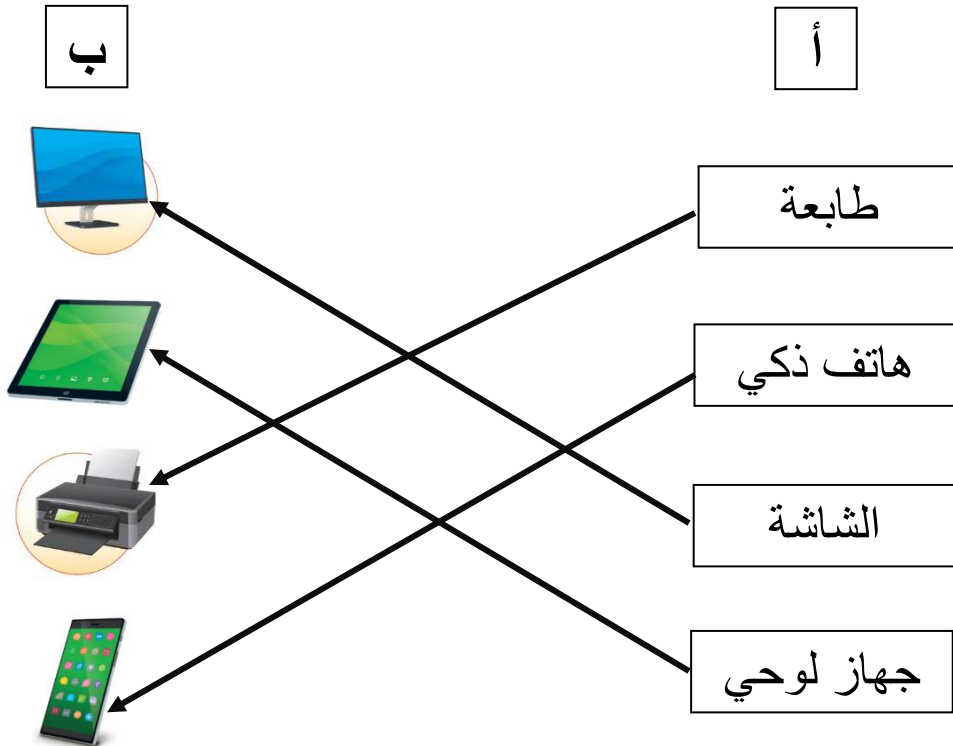 أ
ب
طابعة
هاتف ذكي
الشاشة
جهاز لوحي